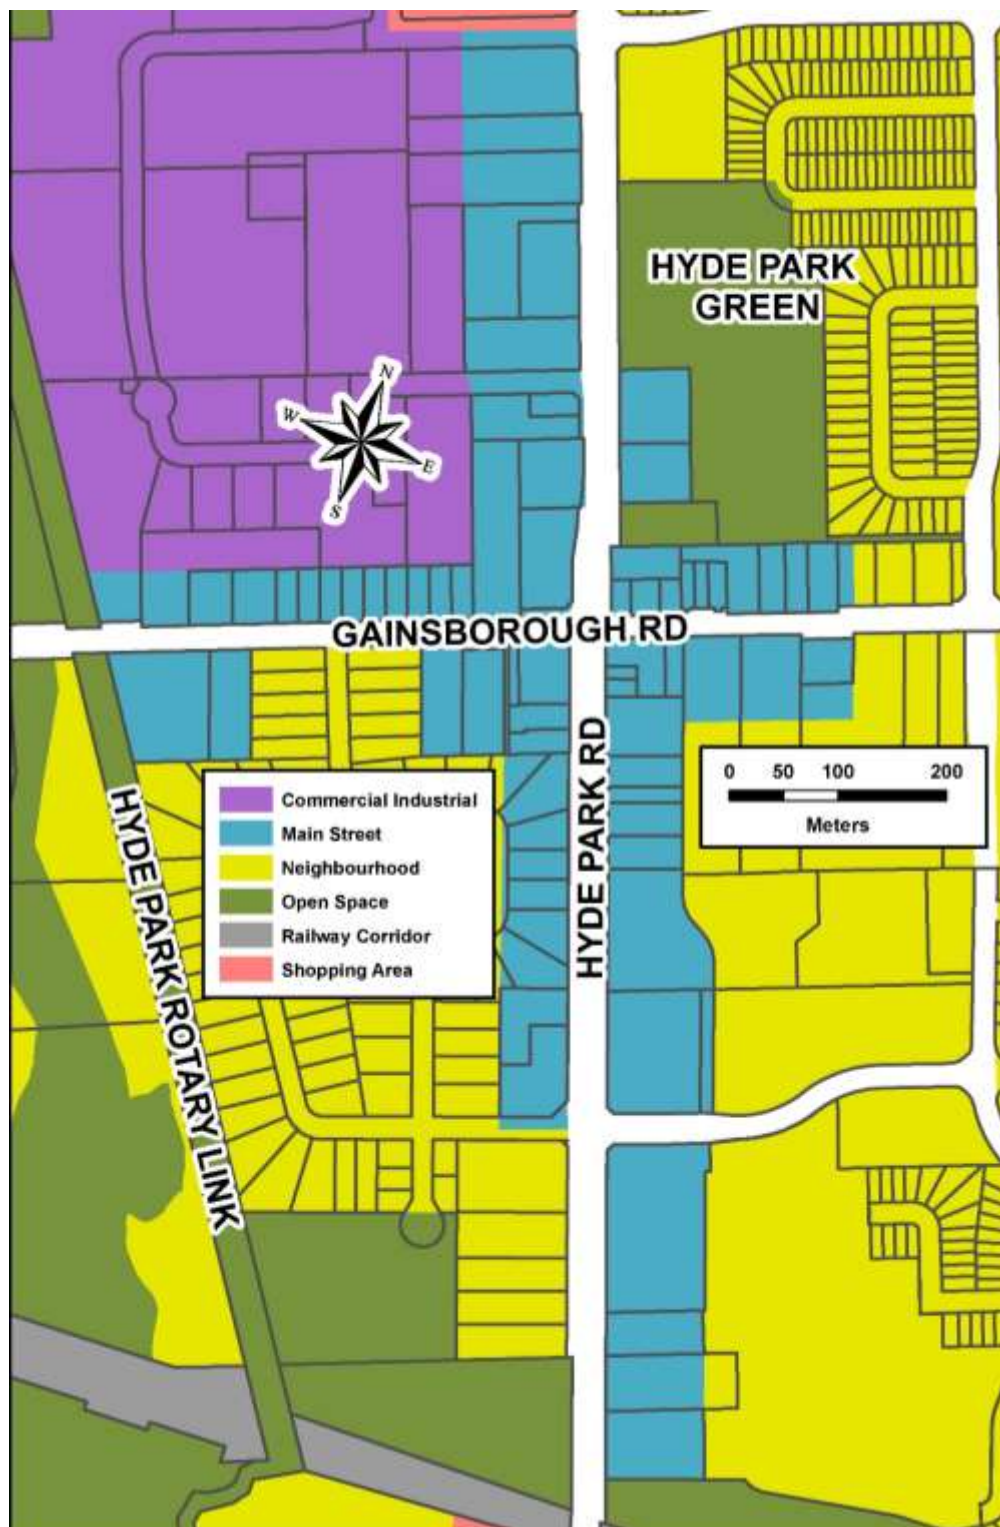 HYDE PARK
GREEN
N
W
E
S
GAINSBOROUGH RD
HYDE PARK RD
0 50 100 200
Meters
Commercial Industrial
Main Street
Neighbourhood
Open Space
Railway Corridor
Shopping Area
HYDE PARK ROTARY LINK